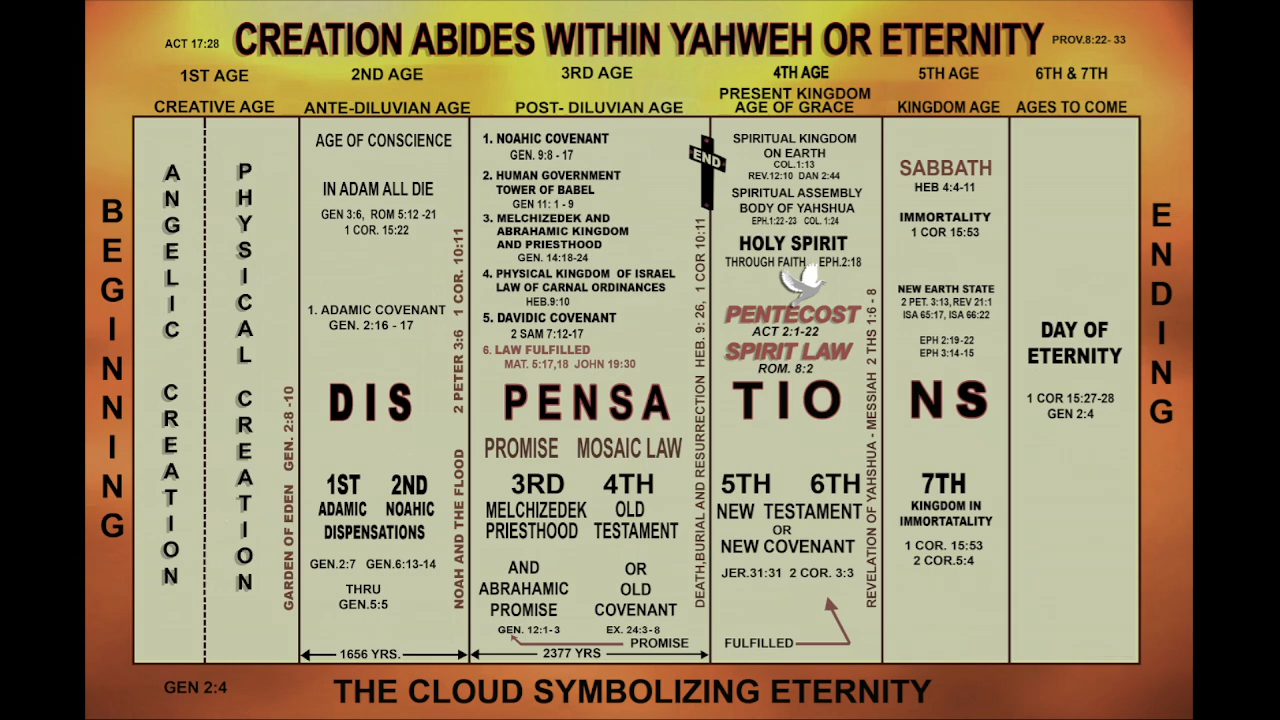 ACT 17:28
CREATION ABIDES WITHIN YAHWEH OR ETERNITY
PROV.8:22- 33
1ST AGE
2ND AGE
3RD AGE
4TH AGE
5TH AGE
6TH & 7TH
CREATIVE AGE
ANTE-DILUVIAN AGE
POST- DILUVIAN AGE
PRESENT KINGDOM
AGE OF GRACE
KINGDOM AGE
AGES TO COME
BEGINNING
ANGELIC CREATION
PHYSICAL CREATION
GARDEN OF EDEN GEN. 2:8 -10
AGE OF CONSCIENCE
IN ADAM ALL DIE
GEN 3:6, ROM 5:12 -21
1 COR. 15:22
1. ADAMIC COVENANT
GEN. 2:16 - 17
DIS
1ST 2ND
ADAMIC NOAHIC
DISPENSATIONS
GEN.2:7 GEN.6:13-14
THRU
GEN.5:5
1656 YRS.
NOAH AND THE FLOOD 2 PETER 3:6 1 COR. 10:11
1. NOAHIC COVENANT
GEN. 9:8 - 17
2. HUMAN GOVERNMENT
TOWER OF BABEL
GEN 11: 1 - 9
3. MELCHIZEDEK AND
ABRAHAMIC KINGDOM
AND PRIESTHOOD
GEN. 14:18-24
4. PHYSICAL KINGDOM OF ISRAEL
LAW OF CARNAL ORDINANCES
HEB.9:10
5. DAVIDIC COVENANT
2 SAM 7:12-17
6. LAW FULFILLED
MAT. 5:17,18 JOHN 19:30
PENSA
PROMISE MOSAIC LAW
3RD 4TH
MELCHIZEDEK OLD
PRIESTHOOD TESTAMENT
AND OR
ABRAHAMIC OLD
PROMISE COVENANT
GEN. 12:1-3 EX. 24:3-8
PROMISE
2377 YRS
END
DEATH,BURIAL AND RESURRECTION HEB. 9: 26, 1 COR 10:11
SPIRITUAL KINGDOM
ON EARTH
COL.1:13
REV.12:10 DAN 2:44
SPIRITUAL ASSEMBLY
BODY OF YAHSHUA
EPH.1:22-23 COL. 1:24
HOLY SPIRIT
THROUGH FAITH EPH.2:18
PENTECOST
ACT 2:1-22
SPIRIT LAW
ROM. 8:2
TIO
5TH 6TH
NEW TESTAMENT
OR
NEW COVENANT
JER.31:31 2 COR. 3:3
FULFILLED
REVELATION OF YAHSHUA - MESSIAH 2 THS 1:6 - 8
SABBATH
HEB 4:4-11
IMMORTALITY
1 COR 15:53
NEW EARTH STATE
2 PET. 3:13, REV 21:1
ISA 65:17, ISA 66:22
EPH 2:19-22
EPH 3:14-15
NS
7TH
KINGDOM IN
IMMORTATALITY
1 COR. 15:53
2 COR.5:4
DAY OF
ETERNITY
1 COR 15:27-28
GEN 2:4
ENDING
GEN 2:4
THE CLOUD SYMBOLIZING ETERNITY